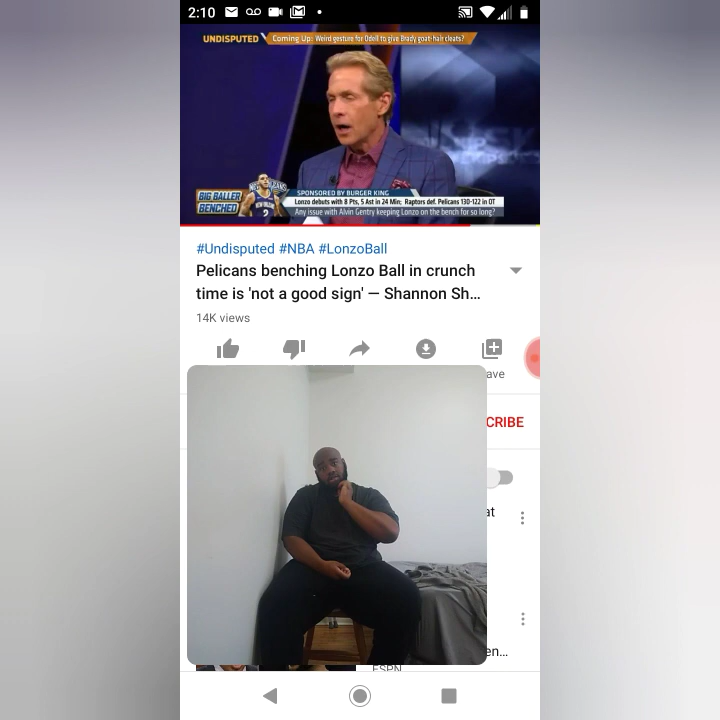 2:10
UNDISPUTED Coming Up: Weird gesture for Odell to give Brady goat-hair cleats?
BIG BALLER
BENCHED
NEW ORLEANS
2
SPONSORED BY BURGER KING
Lonzo debuts with 8 Pts, 5 Ast in 24 Min; Raptors def. Pelicans 130-122 in OT
Any issue with Alvin Gentry keeping Lonzo on the bench for so long?
#Undisputed #NBA #LonzoBall
Pelicans benching Lonzo Ball in crunch
time is 'not a good sign' — Shannon Sh...
14K views
ave
CRIBE
at
en...
ESPN